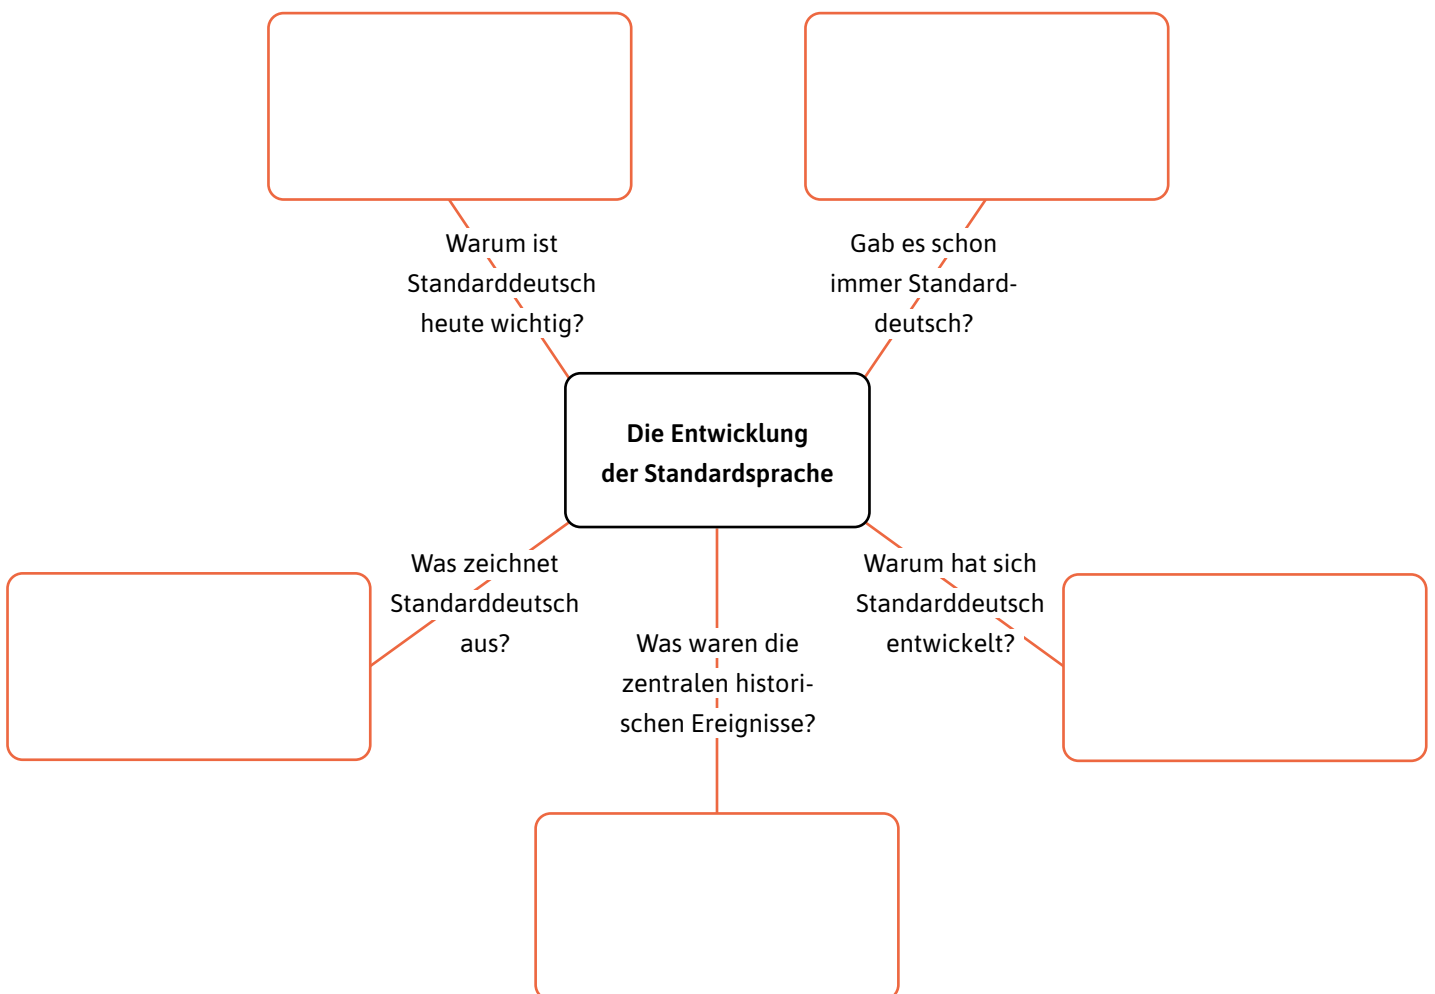 Warum ist
Standarddeutsch
heute wichtig?
Gab es schon
immer Standard-
deutsch?
Die Entwicklung
der Standardsprache
Was zeichnet
Standarddeutsch
aus?
Was waren die
zentralen histori-
schen Ereignisse?
Warum hat sich
Standarddeutsch
entwickelt?